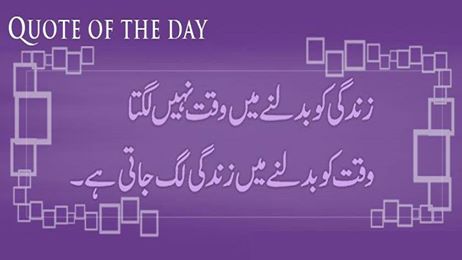 QUOTE OF THE DAY
زندگی کو بدلنے میں وقت نہیں لگتا
وقت کو بدلنے میں زندگی لگ جاتی ہے۔